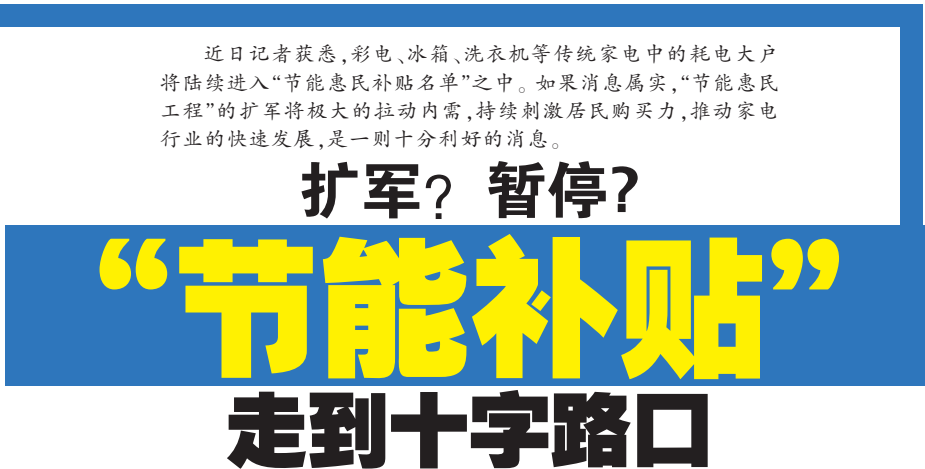 近日记者获悉,彩电、冰箱、洗衣机等传统家电中的耗电大户
将陆续进入“节能惠民补贴名单”之中。如果消息属实,“节能惠民
工程”的扩军将极大的拉动内需,持续刺激居民购买力,推动家电
行业的快速发展,是一则十分利好的消息。
扩军？ 暂停?
“节能补贴”
走到十字路口